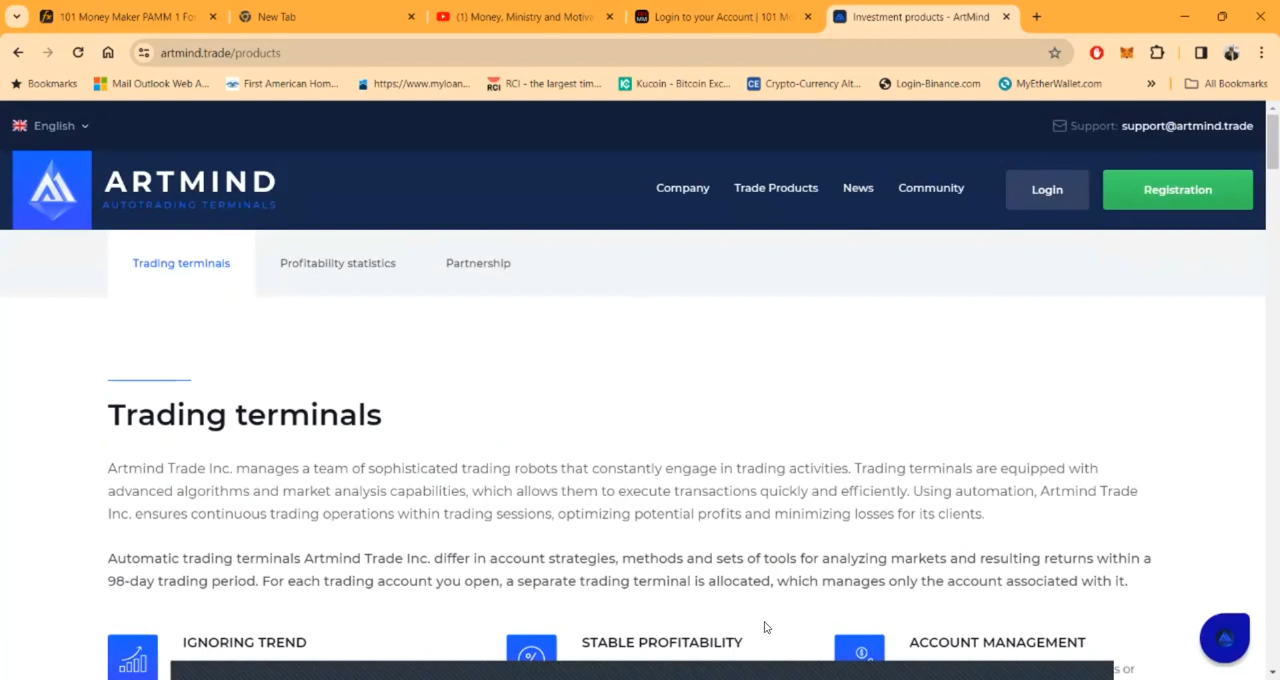 101 Money Maker PAMM 1 Fo
New Tab
(1) Money, Ministry and Motiva
Login to your Account | 101 Mo
Investment products - ArtMind
artmind.trade/products
Bookmarks
Mail Outlook Web A...
First American Hom...
https://www.myloan...
RCI
RCI - the largest tim...
Kucoin - Bitcoin Exc...
CE
Crypto-Currency Alt...
Login-Binance.com
MyEtherWallet.com
»
All Bookmarks
English
Support: support@artmind.trade
ARTMIND
AUTOTRADING TERMINALS
Company
Trade Products
News
Community
Login
Registration
Trading terminals
Profitability statistics
Partnership
Trading terminals
Artmind Trade Inc. manages a team of sophisticated trading robots that constantly engage in trading activities. Trading terminals are equipped with
advanced algorithms and market analysis capabilities, which allows them to execute transactions quickly and efficiently. Using automation, Artmind Trade
Inc. ensures continuous trading operations within trading sessions, optimizing potential profits and minimizing losses for its clients.
Automatic trading terminals Artmind Trade Inc. differ in account strategies, methods and sets of tools for analyzing markets and resulting returns within a
98-day trading period. For each trading account you open, a separate trading terminal is allocated, which manages only the account associated with it.
IGNORING TREND
STABLE PROFITABILITY
ACCOUNT MANAGEMENT
s or